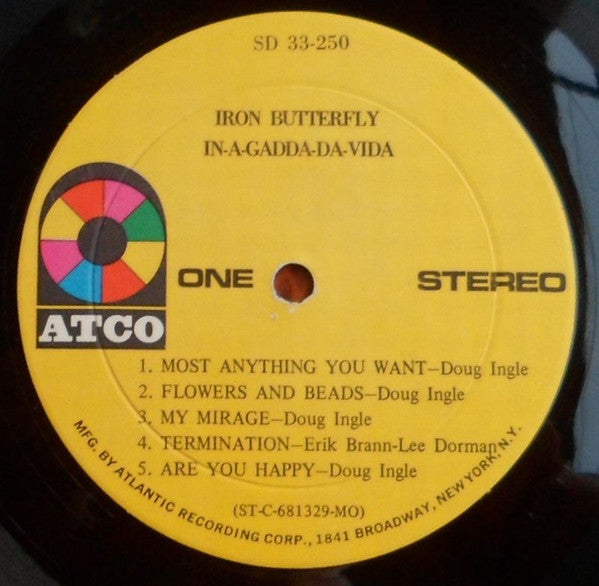 SD 33-250
IRON BUTTERFLY
IN-A-GADDA-DA-VIDA
ONE
STEREO
ATCO
1. MOST ANYTHING YOU WANT—Doug Ingle
2. FLOWERS AND BEADS—Doug Ingle
3. MY MIRAGE—Doug Ingle
4. TERMINATION—Erik Brann-Lee Dorman
5. ARE YOU HAPPY—Doug Ingle
(ST-C-681329-MO)
MFG. BY ATLANTIC RECORDING CORP., 1841 BROADWAY, NEW YORK, N.Y.